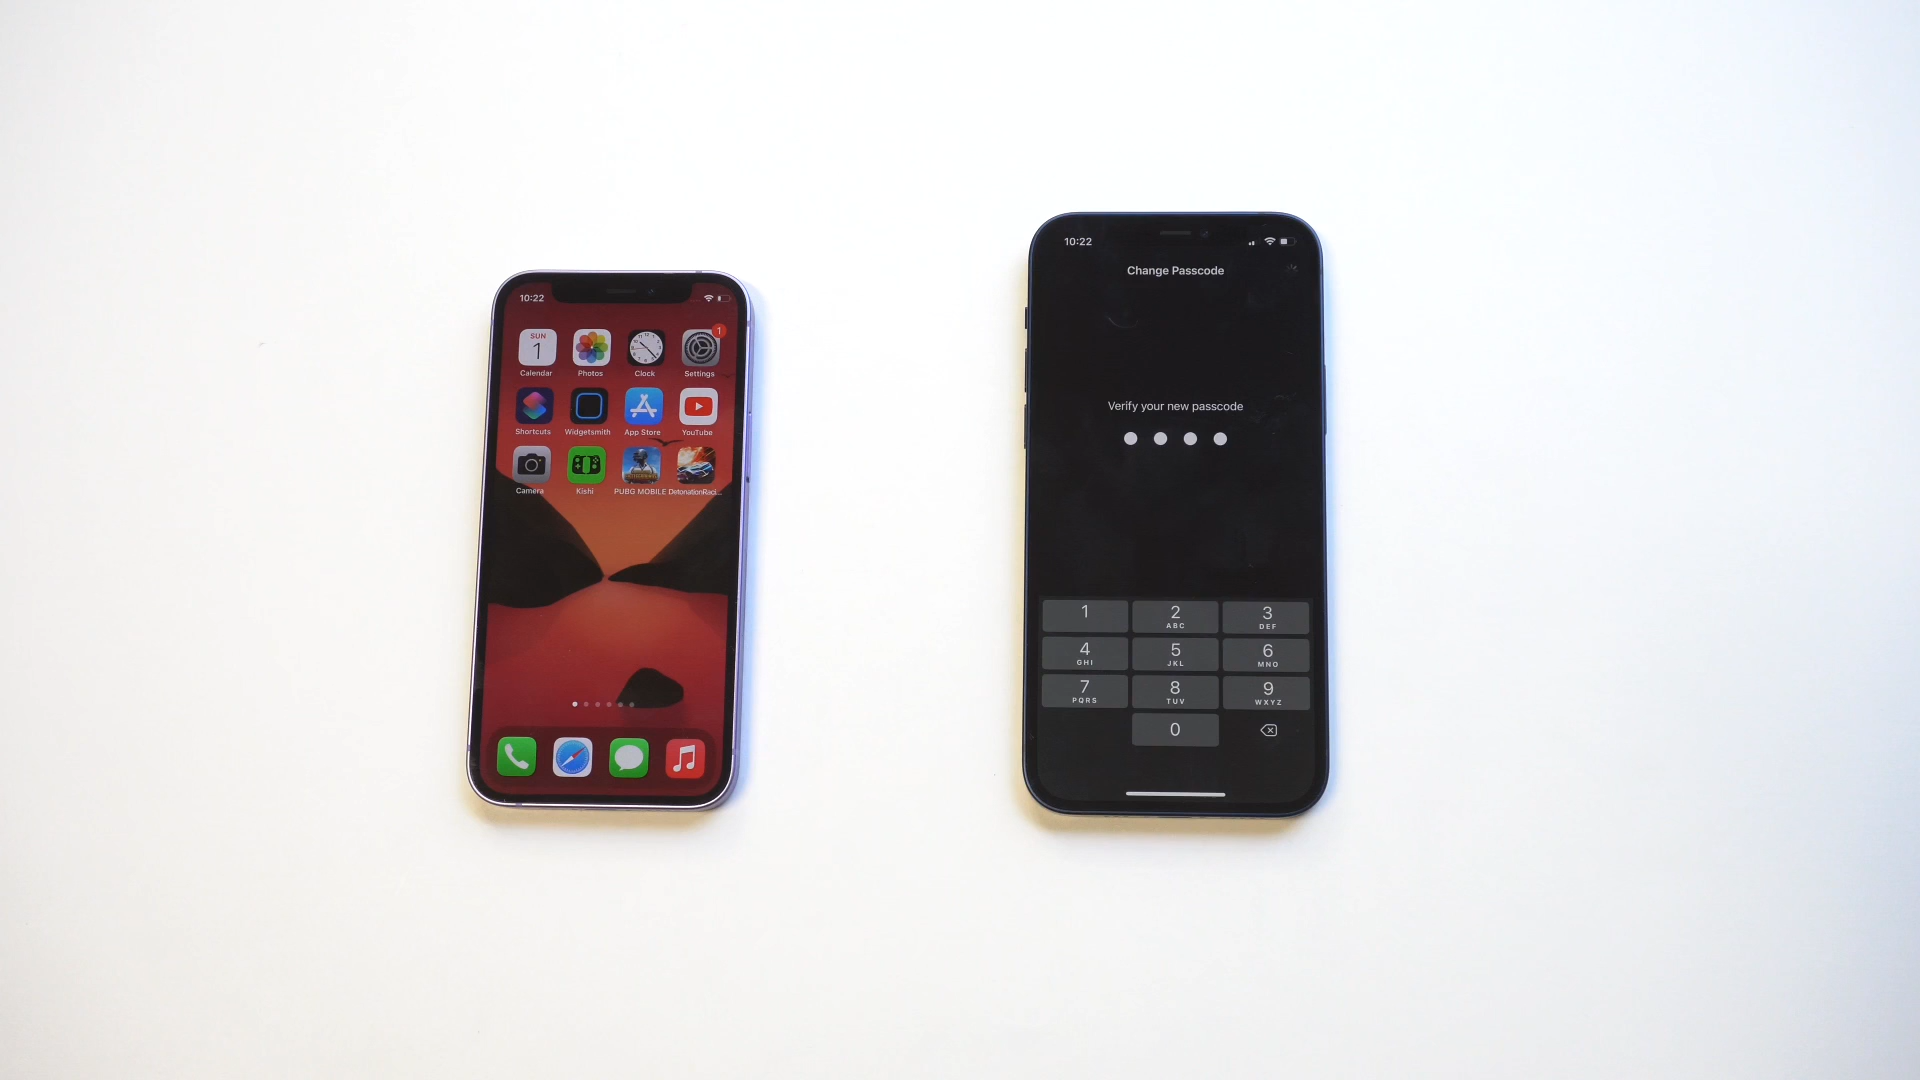 10:22
SUN
1
1
Calendar
Photos
Clock
Settings
Shortcuts
Widgetsmith
App Store
YouTube
Camera
Kishi
PUBG MOBILE
DetonationRaci...
10:22
Change Passcode
Verify your new passcode
1
2
ABC
3
DEF
4
GHI
5
JKL
6
MNO
7
PQRS
8
TUV
9
WXYZ
0